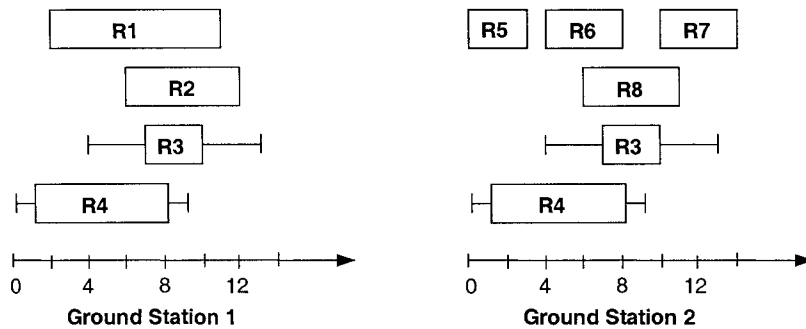 R1
R5 R6 R7
R2
R8
R3
R3
R4
R4
0 4 8 12
0 4 8 12
Ground Station 1
Ground Station 2